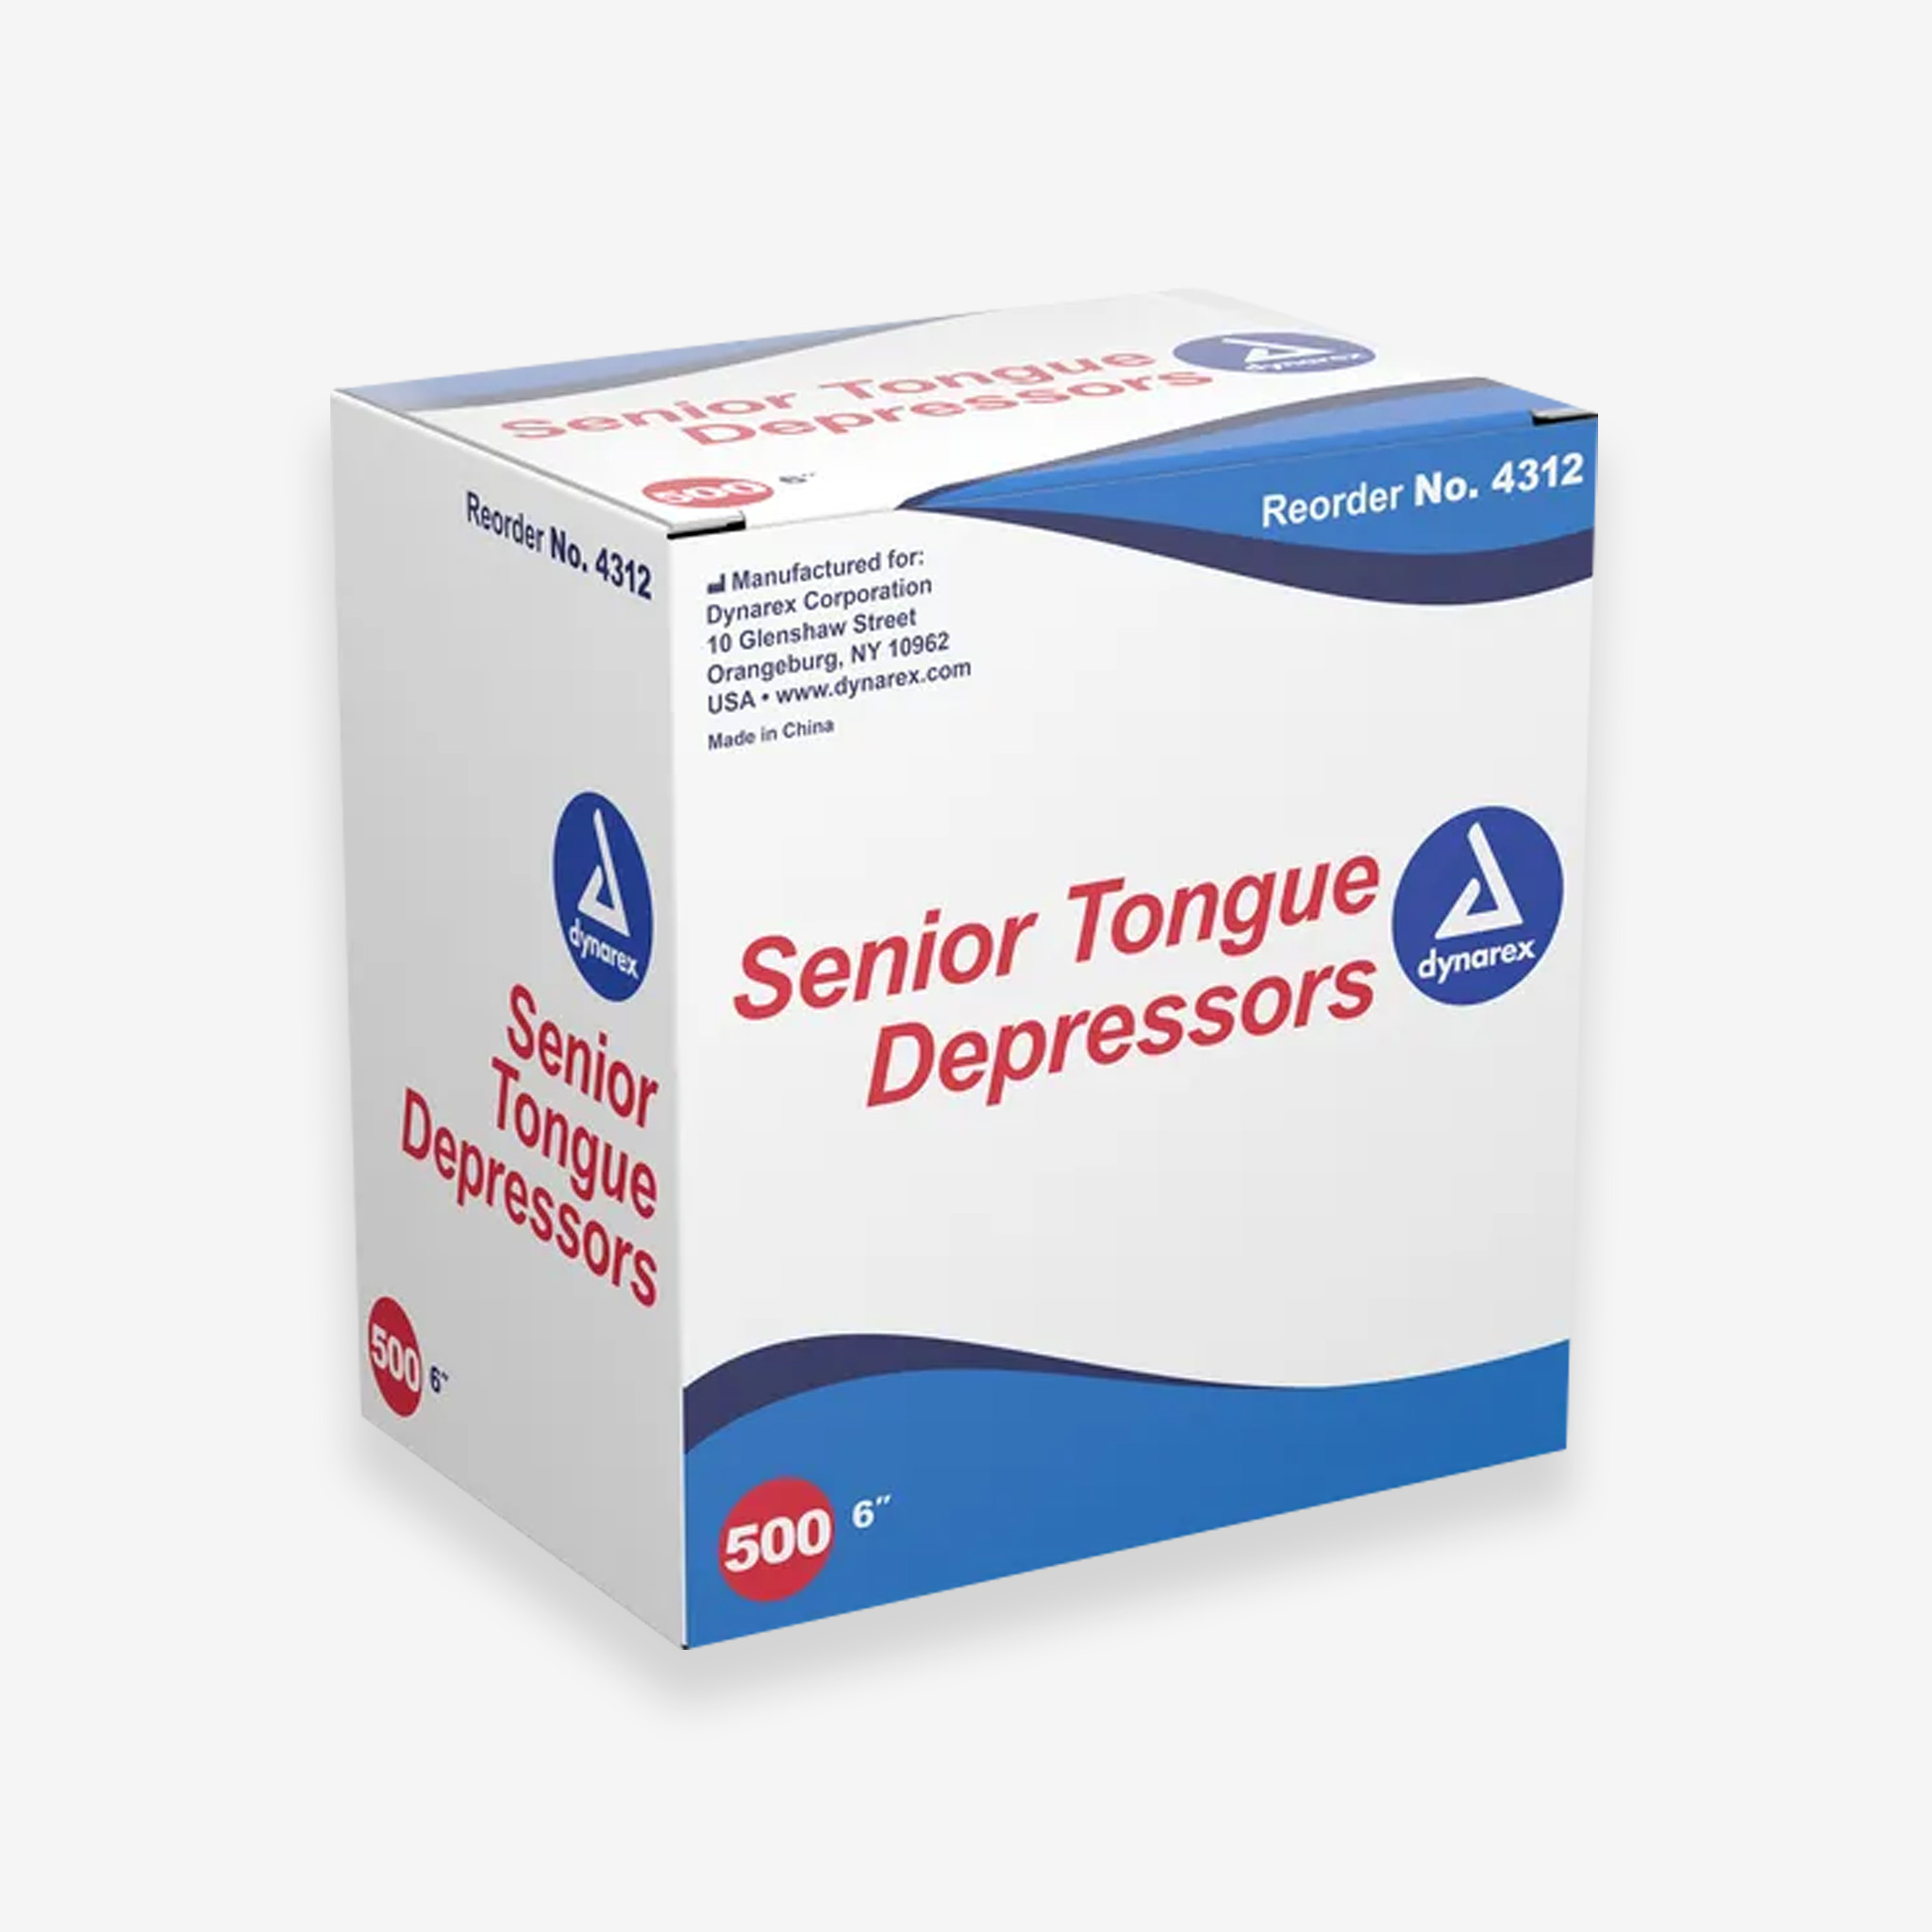 Senior Tongue
Depressors
dynarex
500 6"
Reorder No. 4312
dynarex
Senior
Tongue
Depressors
500 6"
Reorder No. 4312
Manufactured for:
Dynarex Corporation
10 Glenshaw Street
Orangeburg, NY 10962
USA • www.dynarex.com
Made in China
Senior Tongue
Depressors
dynarex
500 6"